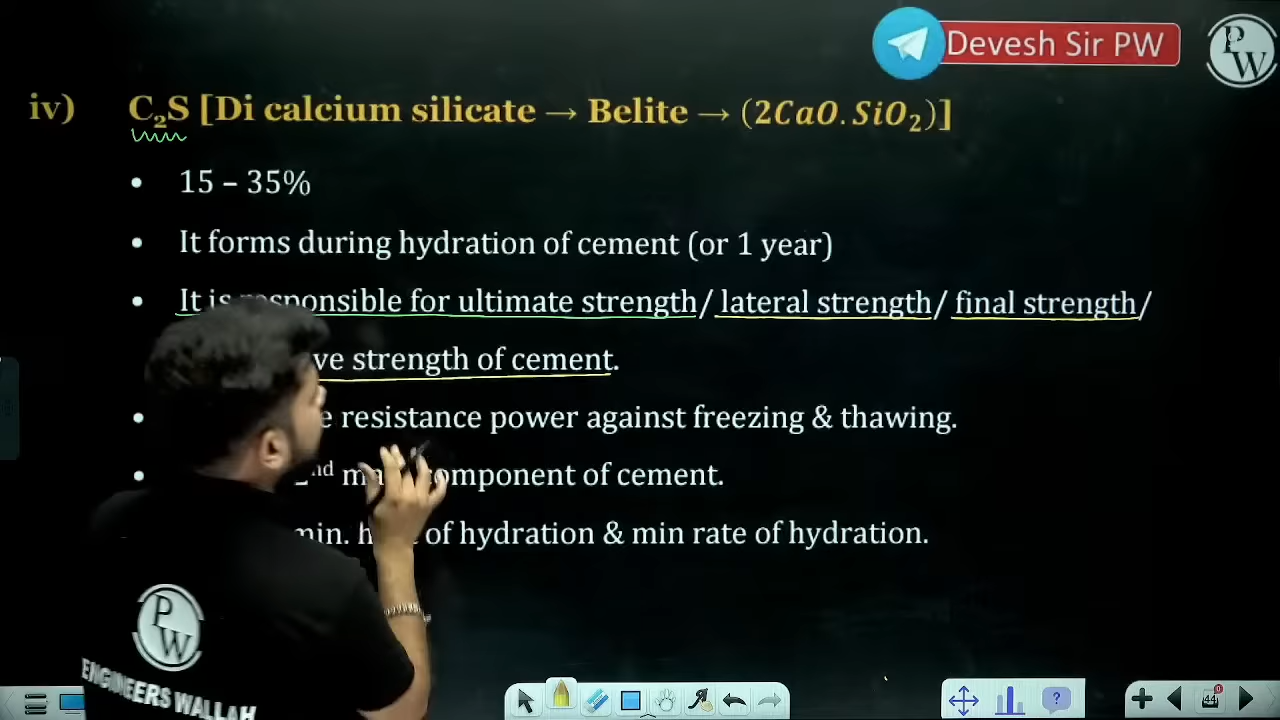 Devesh Sir PW
P W
iv) C₂S [Di calcium silicate → Belite → (2CaO.SiO₂)]
• 15 – 35%
• It forms during hydration of cement (or 1 year)
• It is responsible for ultimate strength/ lateral strength/ final strength/
strength of cement.
• resistance power against freezing & thawing.
• component of cement.
min. of hydration & min rate of hydration.
P W
ENGINEERS WALLAH
44